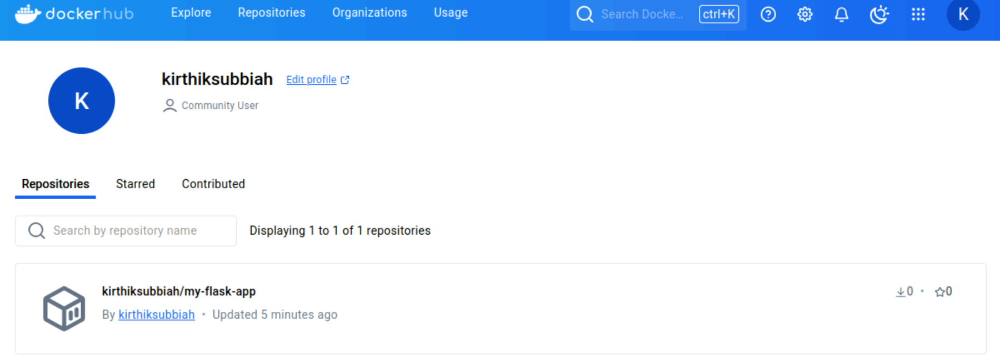 dockerhub Explore Repositories Organizations Usage Search Docke... ctrl+K K
K
kirthiksubbiah Edit profile
Community User
Repositories Starred Contributed
Search by repository name Displaying 1 to 1 of 1 repositories
kirthiksubbiah/my-flask-app 0 • 0
By kirthiksubbiah • Updated 5 minutes ago